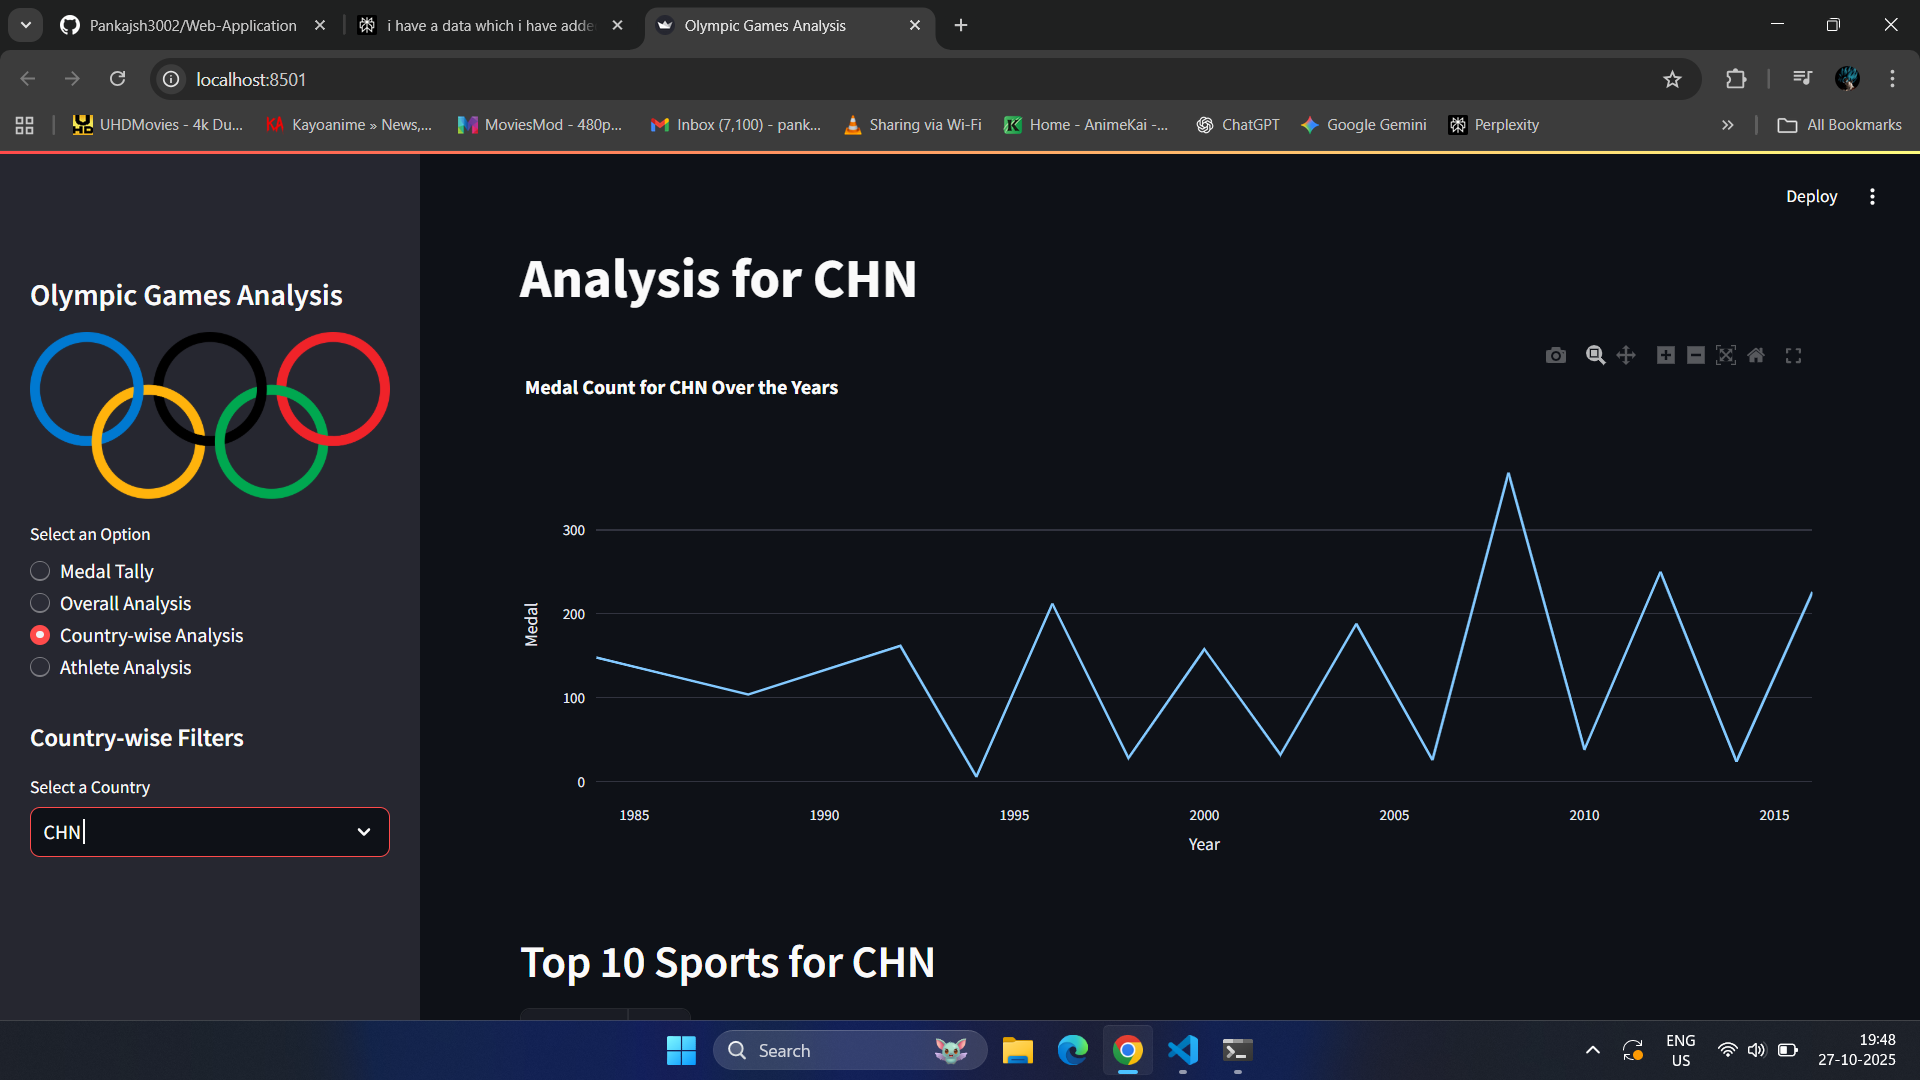 Pankajsh3002/Web-Application
i have a data which i have adde
Olympic Games Analysis
localhost:8501
UHDMovies - 4k Du...
Kayoanime » News,...
MoviesMod - 480p...
Inbox (7,100) - pank...
Sharing via Wi-Fi
Home - AnimeKai -...
ChatGPT
Google Gemini
Perplexity
All Bookmarks
Deploy
Olympic Games Analysis
Select an Option
Medal Tally
Overall Analysis
Country-wise Analysis
Athlete Analysis
Country-wise Filters
Select a Country
CHN
Analysis for CHN
Medal Count for CHN Over the Years
300
200
100
0
Medal
1985
1990
1995
2000
2005
2010
2015
Year
Top 10 Sports for CHN
Search
ENG
US
19:48
27-10-2025